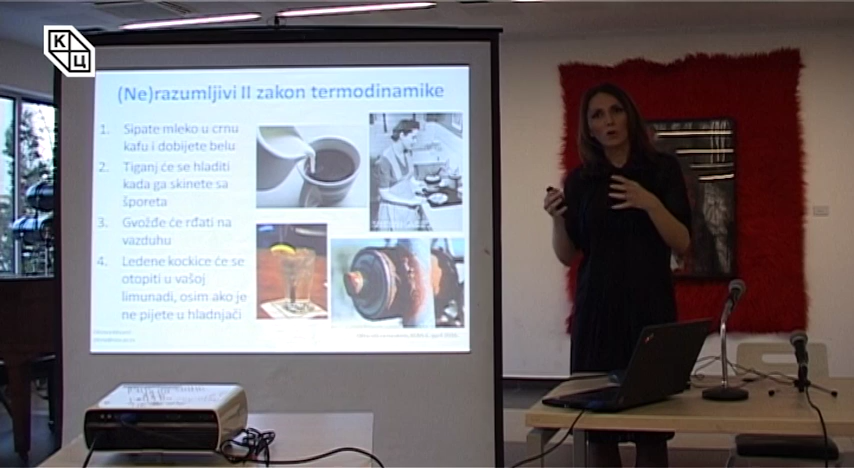 К
Ц
(Ne)razumljivi II zakon termodinamike
1. Sipate mleko u crnu
kafu i dobijete belu
2. Tiganj će se hladiti
kada ga skinete sa
šporeta
3. Gvožđe će rđati na
vazduhu
4. Ledene kockice će se
otopiti u vašoj
limunadi, osim ako je
ne pijete u hladnjači